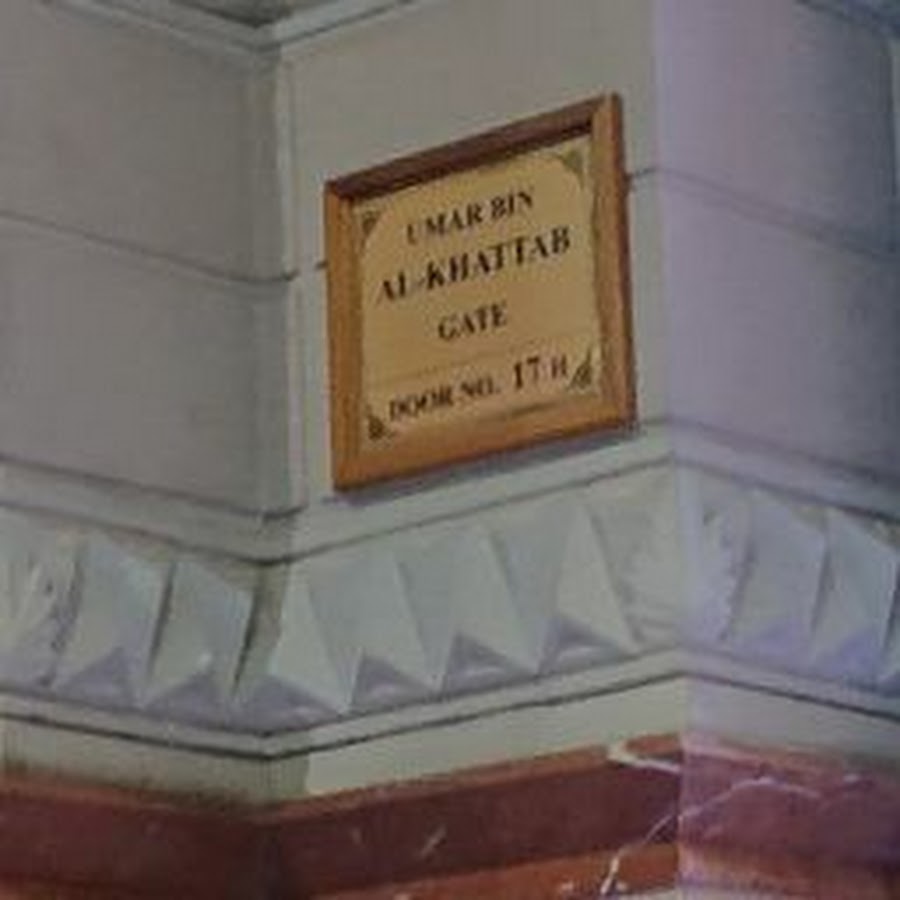 UMAR BIN
AL-KHATTAB
GATE
DOOR NO. 17 H